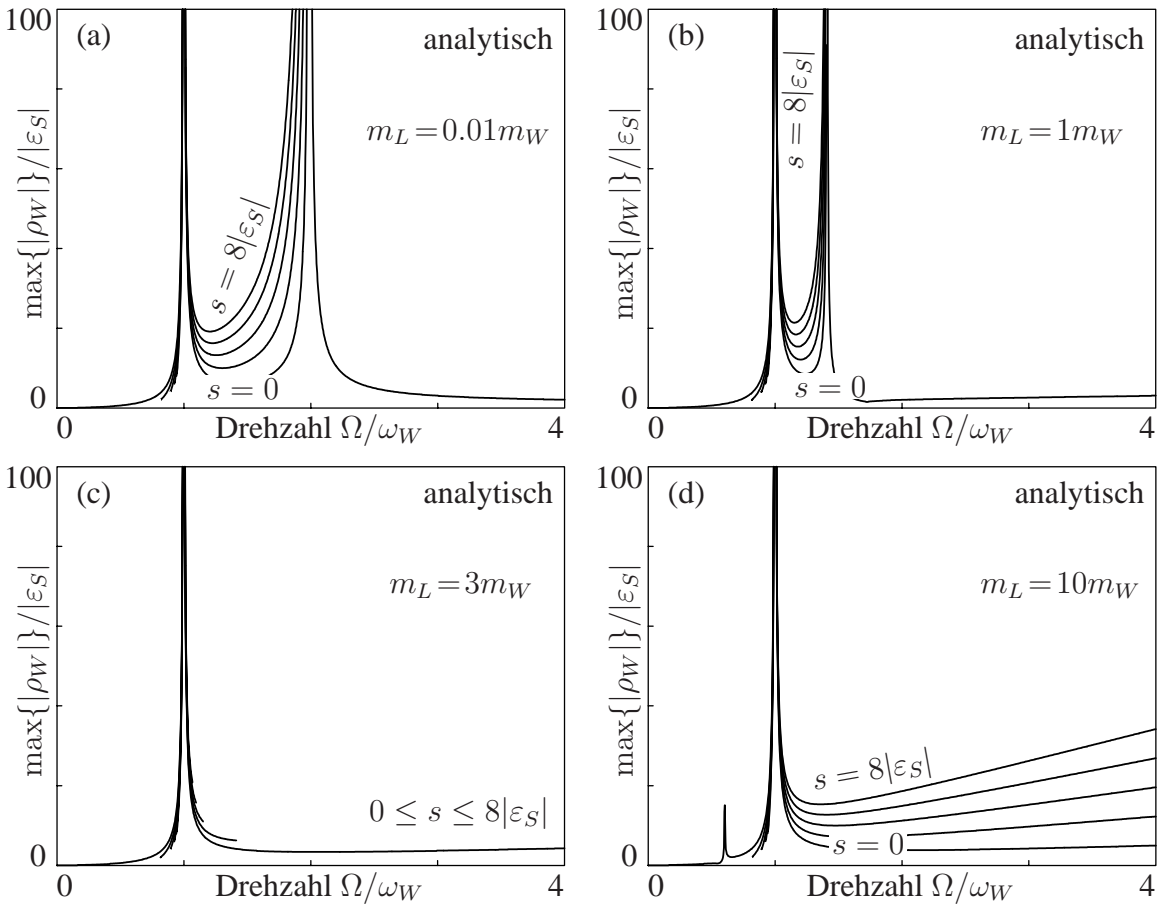 100
(a)
analytisch
m_L = 0.01m_W
max{|ρ_W|}/|ε_S|
s = 8|ε_S|
s = 0
0
0
Drehzahl Ω/ω_W
4
100
(b)
analytisch
m_L = 1m_W
max{|ρ_W|}/|ε_S|
s = 8|ε_S|
s = 0
0
0
Drehzahl Ω/ω_W
4
100
(c)
analytisch
m_L = 3m_W
max{|ρ_W|}/|ε_S|
0 ≤ s ≤ 8|ε_S|
0
0
Drehzahl Ω/ω_W
4
100
(d)
analytisch
m_L = 10m_W
max{|ρ_W|}/|ε_S|
s = 8|ε_S|
s = 0
0
0
Drehzahl Ω/ω_W
4